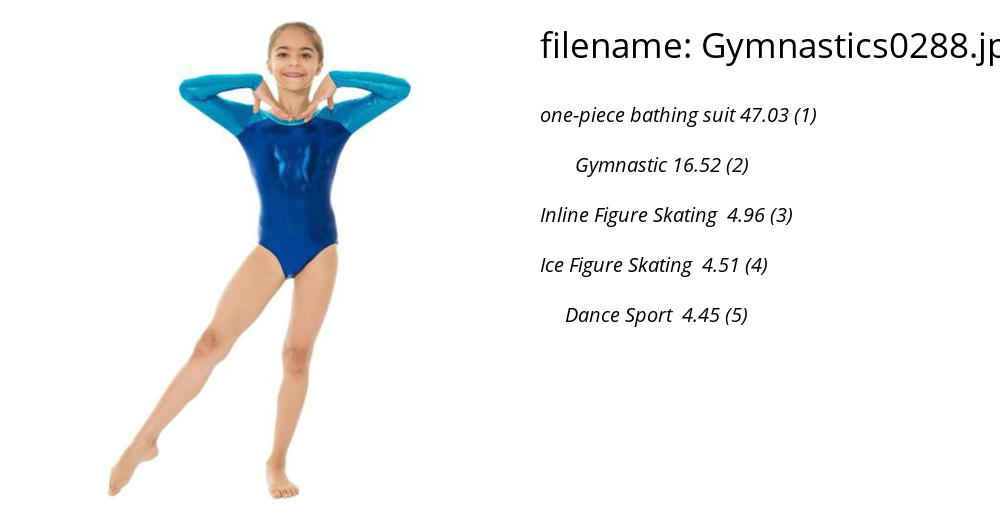 filename: Gymnastics0288.jp
one-piece bathing suit 47.03 (1)
Gymnastic 16.52 (2)
Inline Figure Skating 4.96 (3)
Ice Figure Skating 4.51 (4)
Dance Sport 4.45 (5)